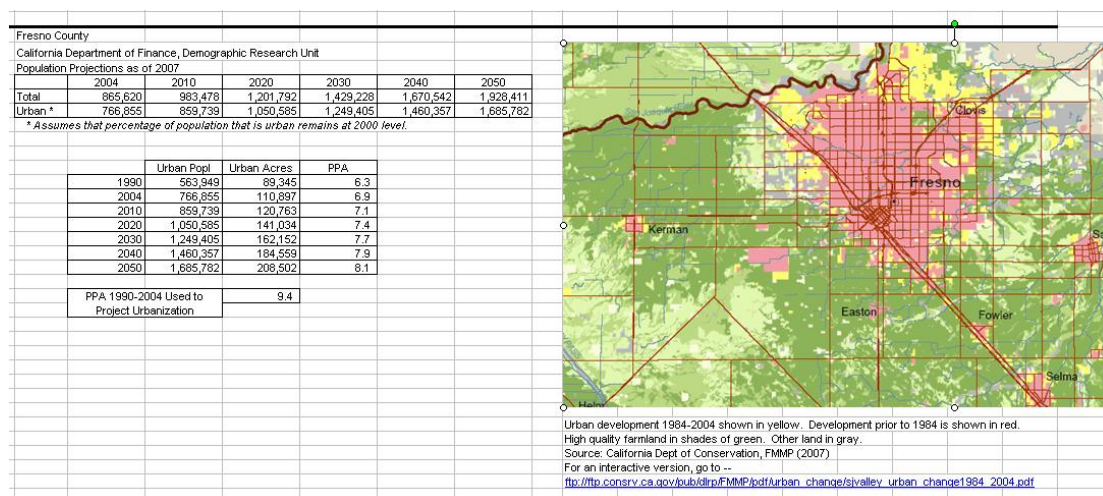 Fresno County
California Department of Finance, Demographic Research Unit
Population Projections as of 2007
2004 2010 2020 2030 2040 2050
Total 865,620 983,478 1,201,792 1,429,228 1,670,542 1,928,411
Urban * 766,855 859,739 1,050,585 1,249,405 1,460,357 1,685,782
* Assumes that percentage of population that is urban remains at 2000 level.
Urban Popl Urban Acres PPA
1990 563,949 89,345 6.3
2004 766,855 110,897 6.9
2010 859,739 120,763 7.1
2020 1,050,585 141,034 7.4
2030 1,249,405 162,152 7.7
2040 1,460,357 184,559 7.9
2050 1,685,782 208,502 8.1
PPA 1990-2004 Used to 9.4
Project Urbanization
Clovis
Fresno
Kerman
Sa
Easton
Fowler
Selma
Urban development 1984-2004 shown in yellow. Development prior to 1984 is shown in red.
High quality farmland in shades of green. Other land in gray.
Source: California Dept of Conservation, FMMP (2007)
For an interactive version, go to --
ftp://ftp.consrv.ca.gov/pub/dlrp/FMMP/pdf/urban_change/sjvalley_urban_change1984_2004.pdf